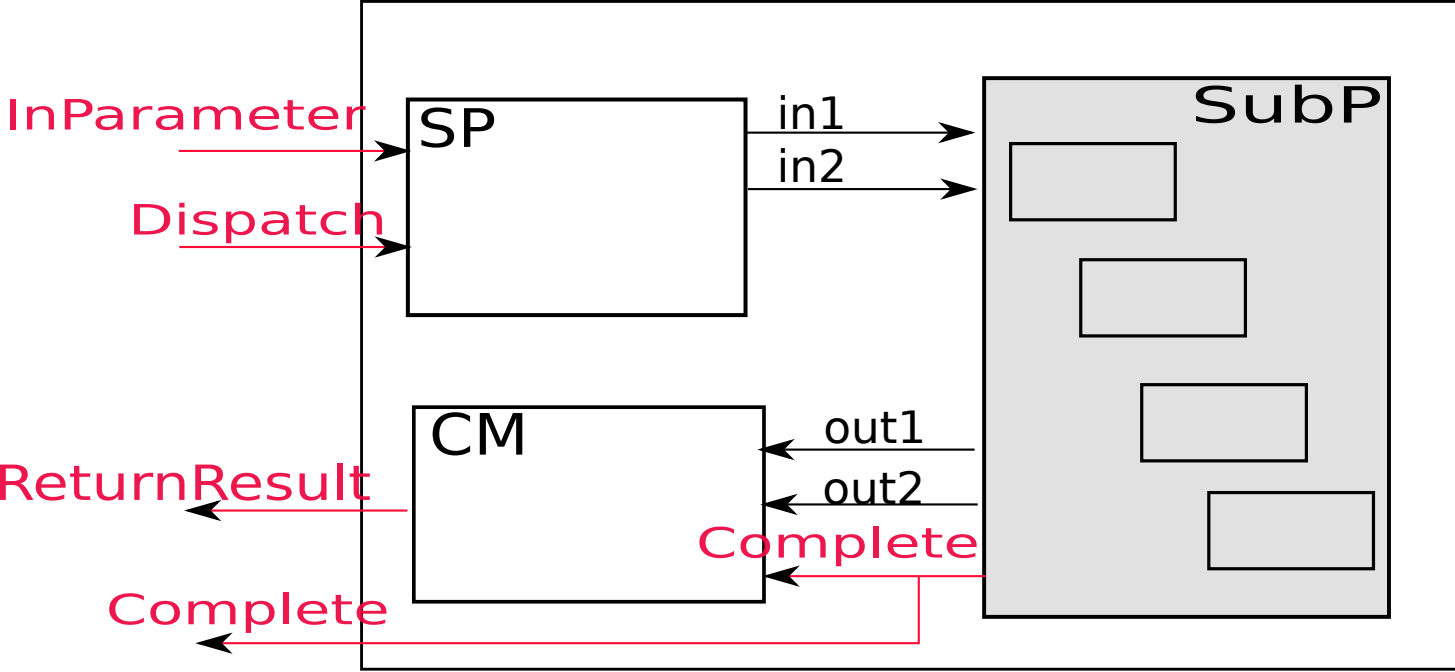 InParameter
SP
in1
SubP
in2
Dispatch
CM
out1
ReturnResult
out2
Complete
Complete